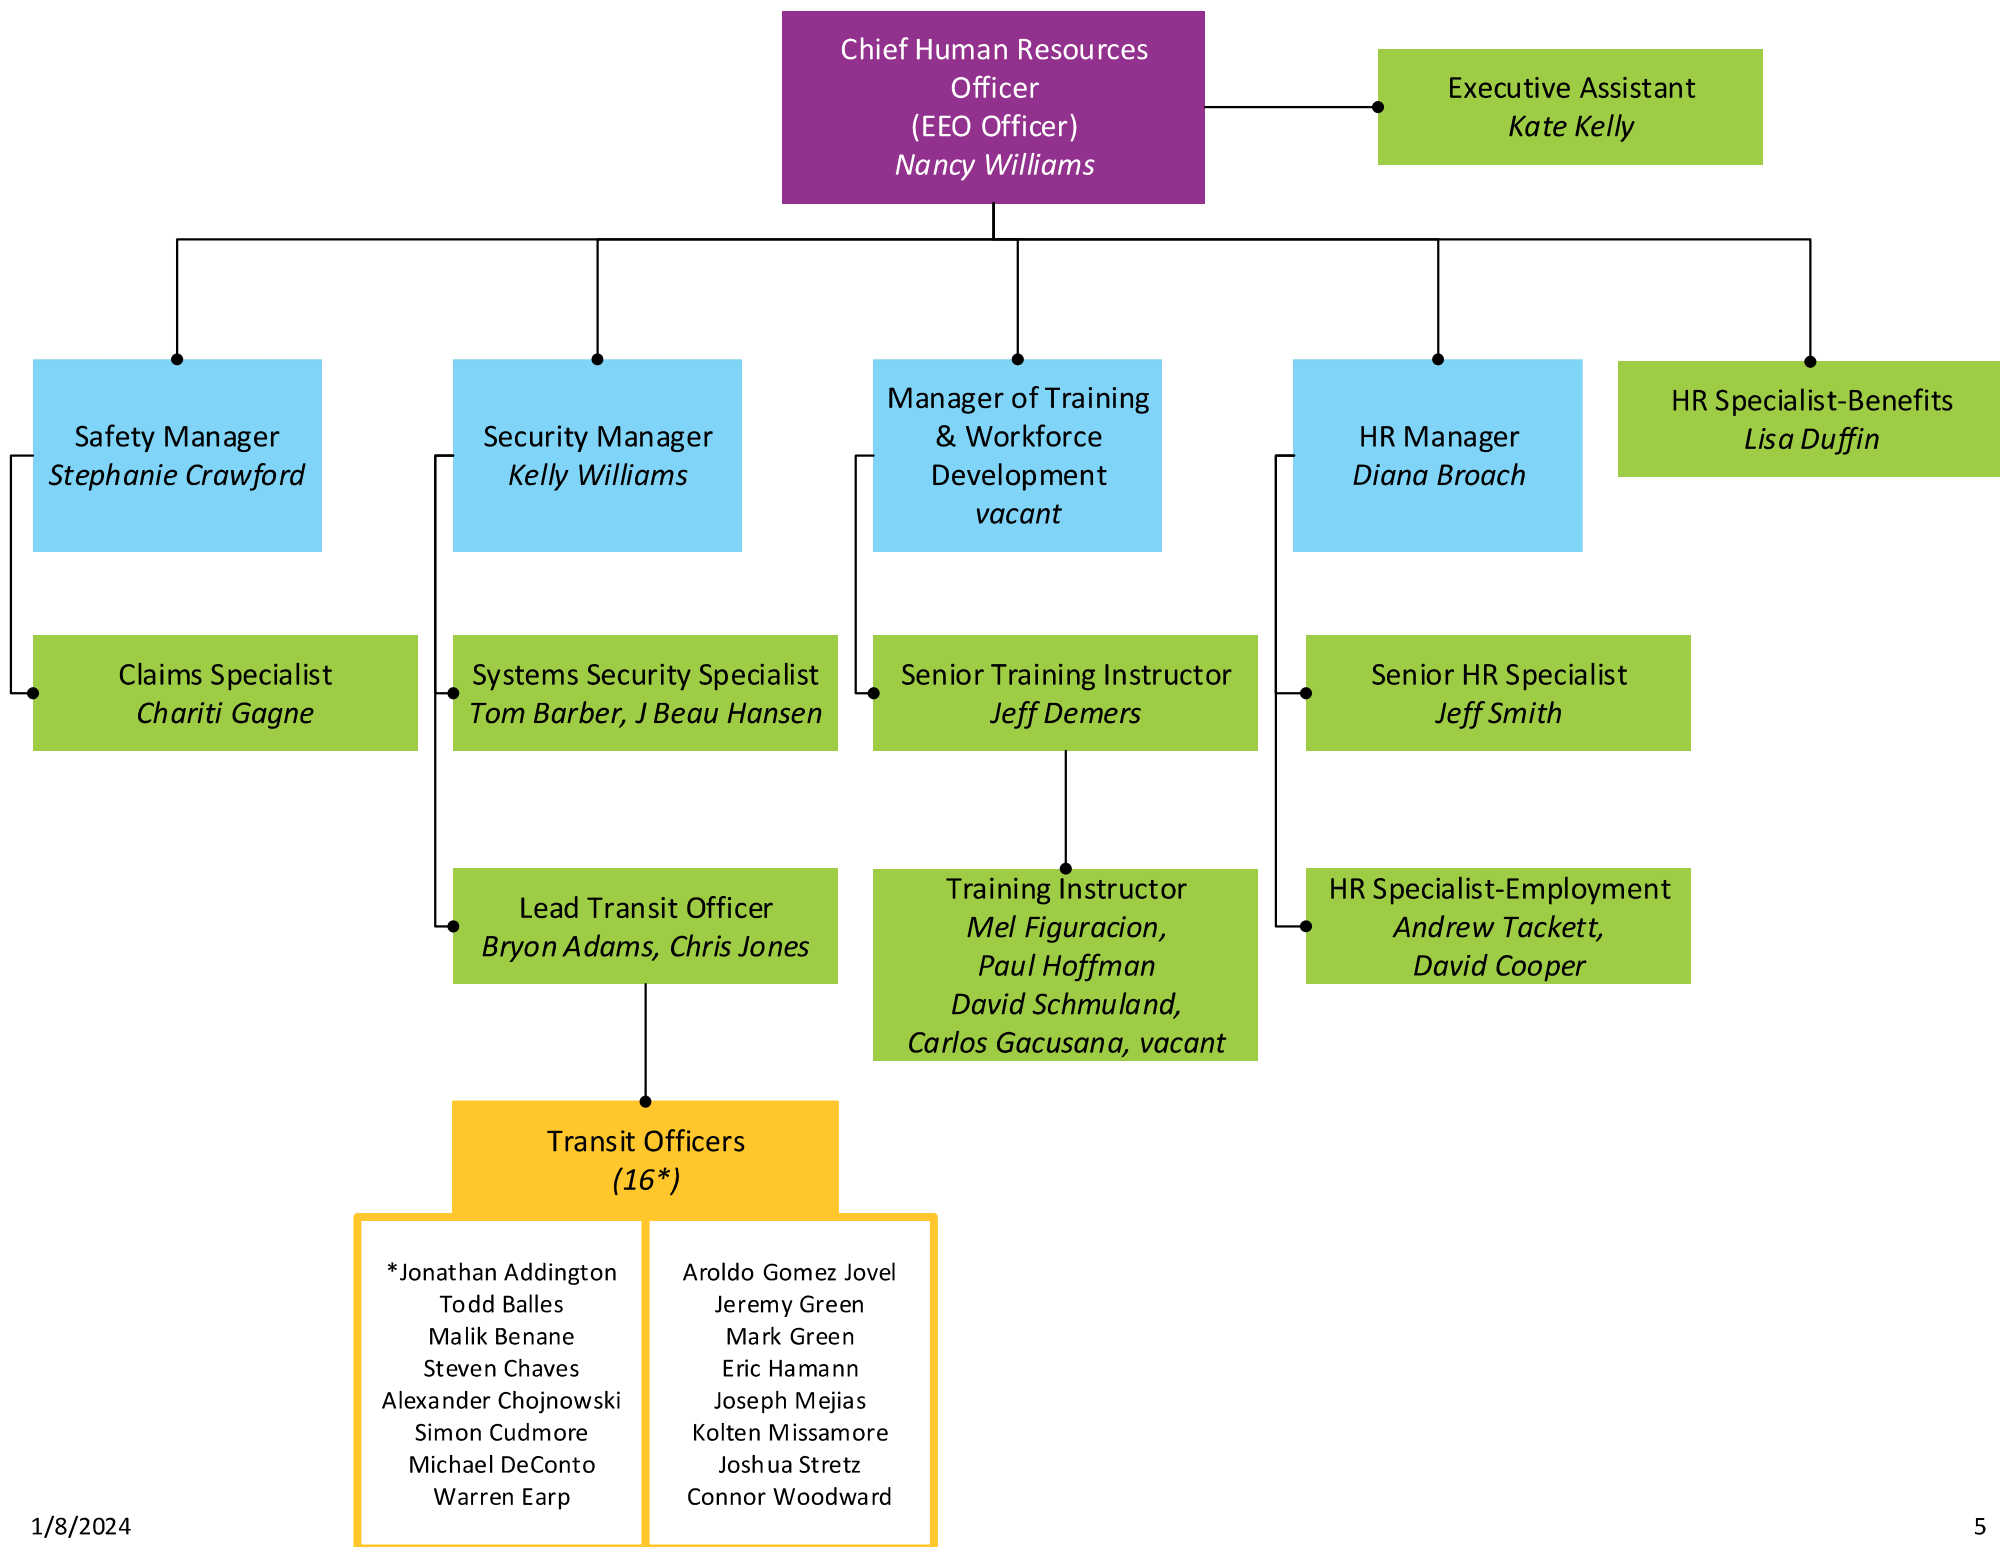 Chief Human Resources
Officer
(EEO Officer)
Nancy Williams
Executive Assistant
Kate Kelly
Safety Manager
Stephanie Crawford
Security Manager
Kelly Williams
Manager of Training
& Workforce
Development
vacant
HR Manager
Diana Broach
HR Specialist-Benefits
Lisa Duffin
Claims Specialist
Chariti Gagne
Systems Security Specialist
Tom Barber, J Beau Hansen
Senior Training Instructor
Jeff Demers
Senior HR Specialist
Jeff Smith
Lead Transit Officer
Bryon Adams, Chris Jones
Training Instructor
Mel Figuracion,
Paul Hoffman
David Schmuland,
Carlos Gacusana, vacant
HR Specialist-Employment
Andrew Tackett,
David Cooper
Transit Officers
(16*)
*Jonathan Addington
Todd Balles
Malik Benane
Steven Chaves
Alexander Chojnowski
Simon Cudmore
Michael DeConto
Warren Earp
Aroldo Gomez Jovel
Jeremy Green
Mark Green
Eric Hamann
Joseph Mejias
Kolten Missamore
Joshua Stretz
Connor Woodward
1/8/2024
5